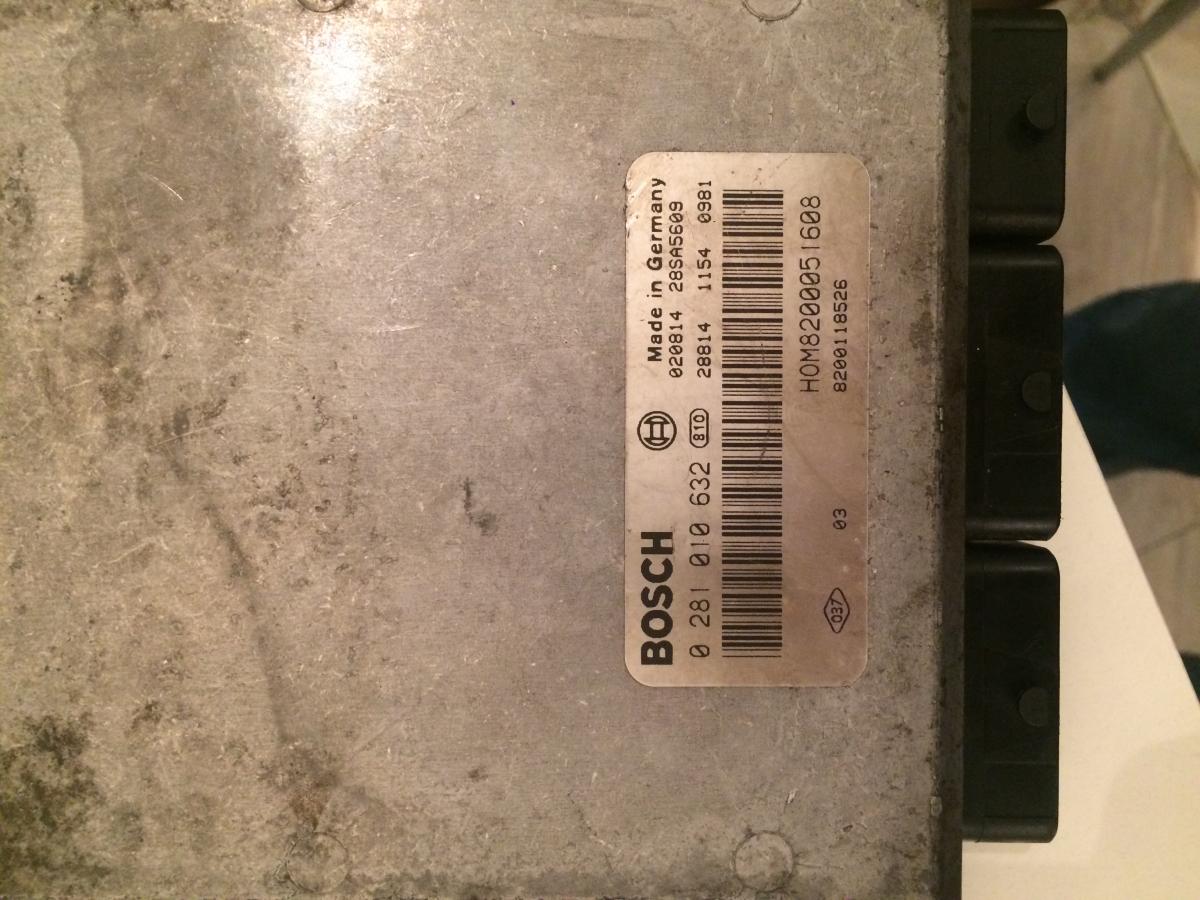 BOSCH
Made in Germany
0 281 010 632
810
020814 28SA5609
28814 1154 0981
HOM8200051608
037
03
8200118526